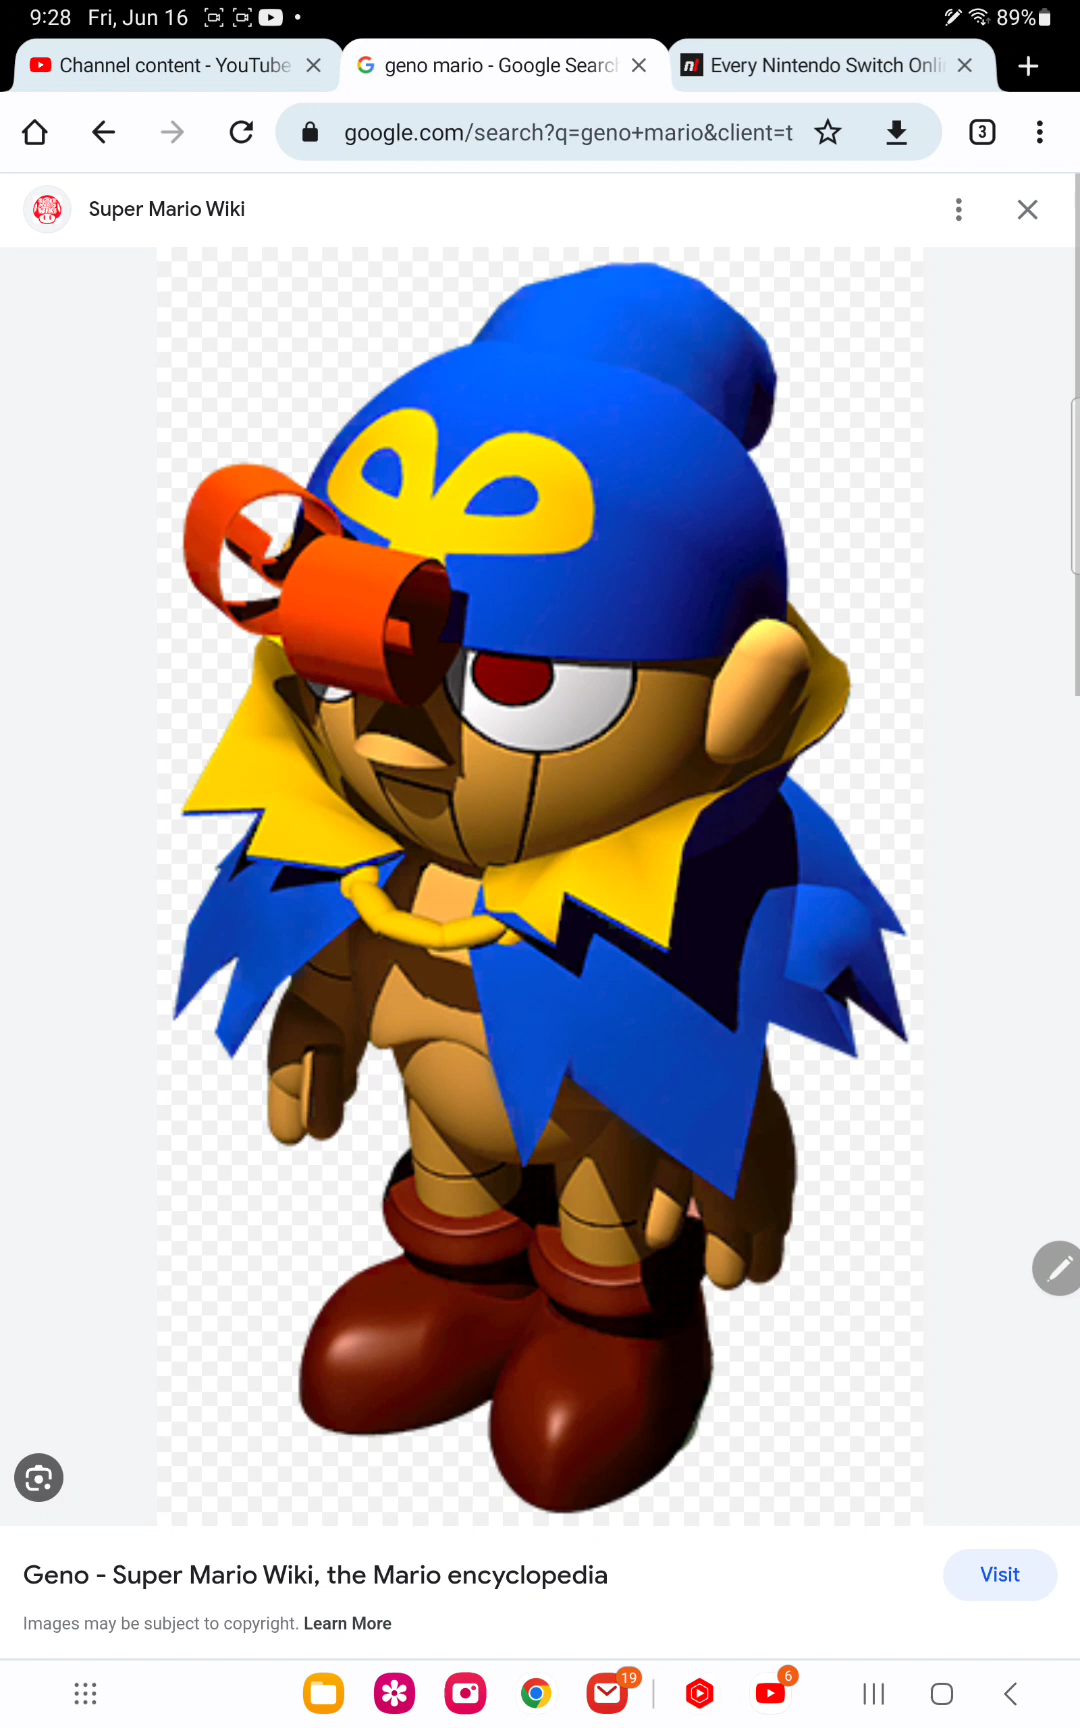 9:28 Fri, Jun 16 89%
Channel content - YouTube
geno mario - Google Search
Every Nintendo Switch Onli
google.com/search?q=geno+mario&client=t
3
Super Mario Wiki
Geno - Super Mario Wiki, the Mario encyclopedia
Visit
Images may be subject to copyright. Learn More
19
6